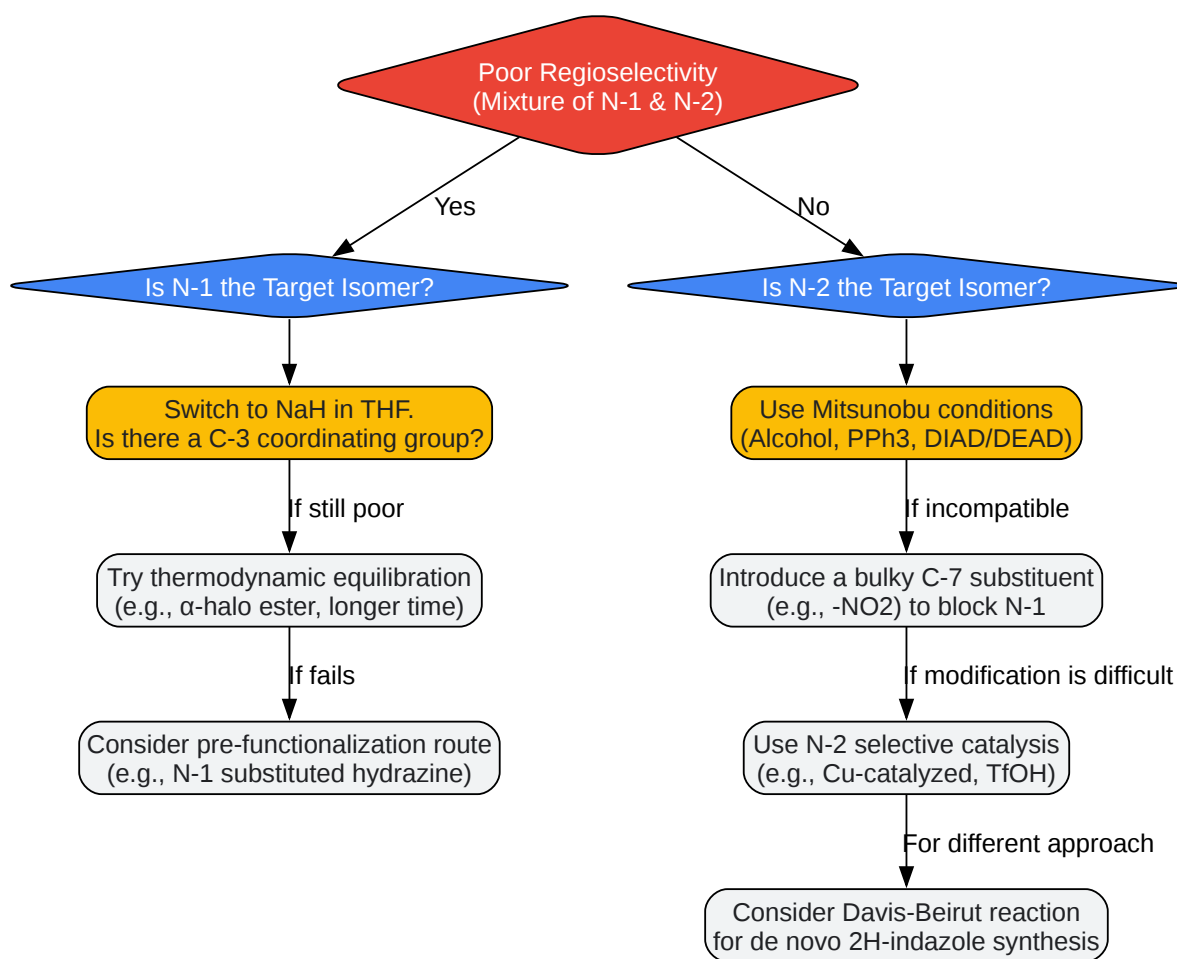 Poor Regioselectivity
(Mixture of N-1 & N-2)
Yes
No
Is N-1 the Target Isomer?
Is N-2 the Target Isomer?
Switch to NaH in THF.
Is there a C-3 coordinating group?
Use Mitsunobu conditions
(Alcohol, PPh3, DIAD/DEAD)
If still poor
If incompatible
Try thermodynamic equilibration
(e.g., α-halo ester, longer time)
Introduce a bulky C-7 substituent
(e.g., -NO2) to block N-1
If fails
If modification is difficult
Consider pre-functionalization route
(e.g., N-1 substituted hydrazine)
Use N-2 selective catalysis
(e.g., Cu-catalyzed, TfOH)
For different approach
Consider Davis-Beirut reaction
for de novo 2H-indazole synthesis